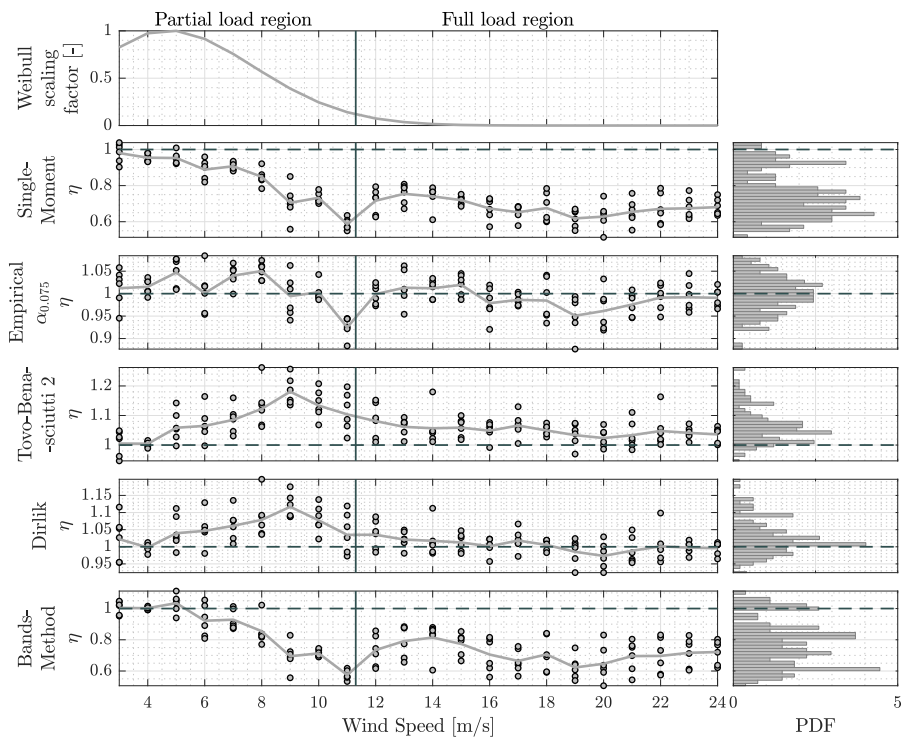 Partial load region Full load region
Weibull
scaling
factor [-]
1
0.5
0
Single-
Moment
η
1
0.8
0.6
Empirical
α0.075
η
1.05
1
0.95
0.9
Tovo-Bena-
-sciutti 2
η
1.2
1.1
1
Dirlik
η
1.15
1.1
1.05
1
0.95
Bands-
Method
η
1
0.8
0.6
4 6 8 10 12 14 16 18 20 22 24 0 5
Wind Speed [m/s] PDF